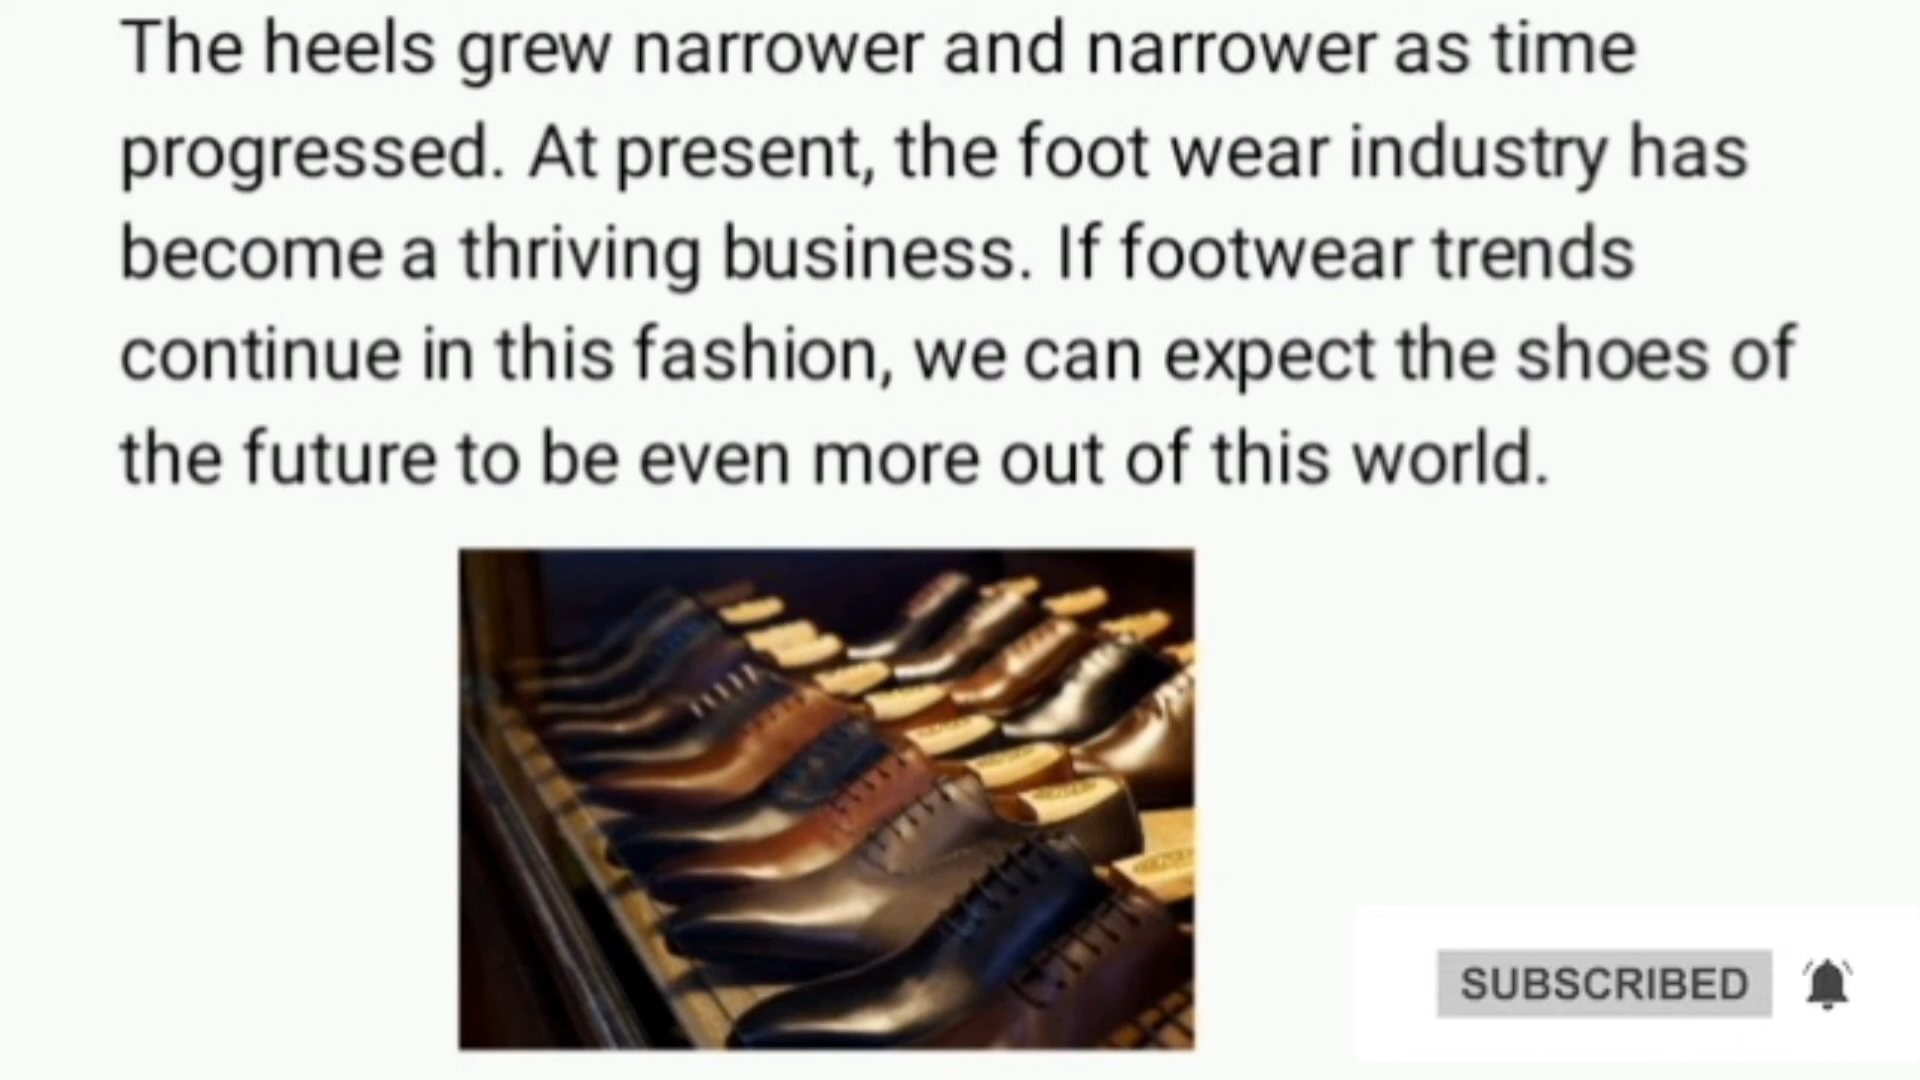 The heels grew narrower and narrower as time
progressed. At present, the foot wear industry has
become a thriving business. If footwear trends
continue in this fashion, we can expect the shoes of
the future to be even more out of this world.
SUBSCRIBED